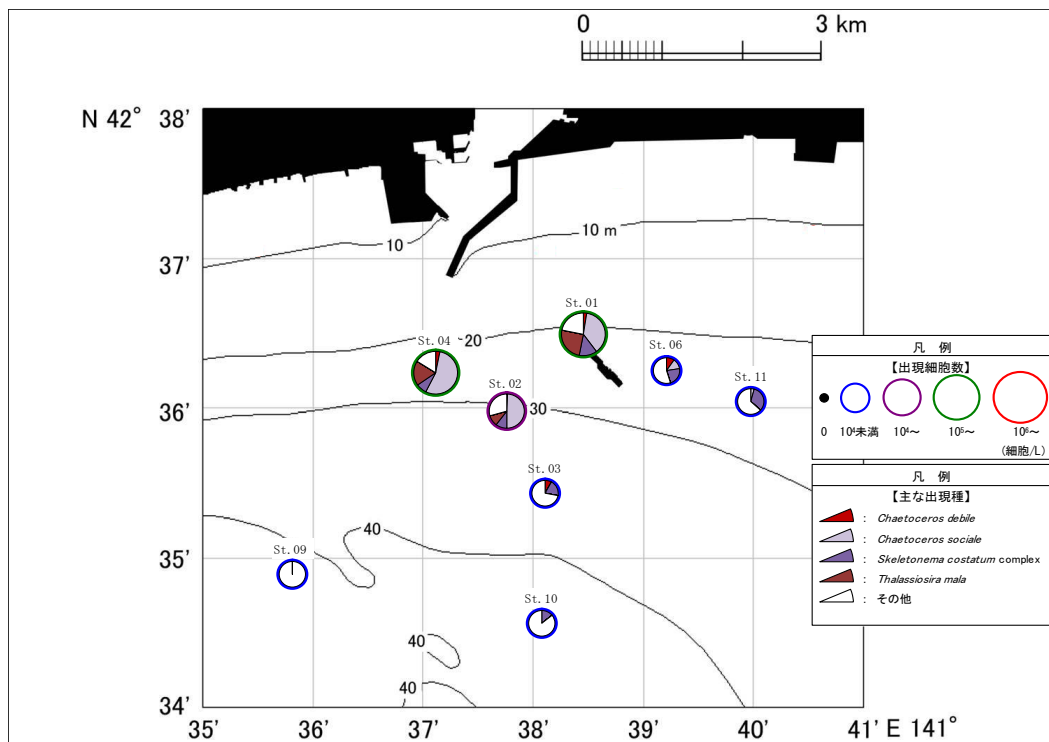 0 3 km
N 42° 38'
10
10 m
37'
St. 01
St. 04
20
St. 06
St. 11
St. 02
36'
30
St. 03
40
St. 09
35'
St. 10
40
40
34'
35' 36' 37' 38' 39' 40' 41' E 141°
凡 例
【出現細胞数】
0 10⁴未満 10⁴～ 10⁵～ 10⁶～
(細胞/L)
凡 例
【主な出現種】
: Chaetoceros debile
: Chaetoceros sociale
: Skeletonema costatum complex
: Thalassiosira mala
: その他